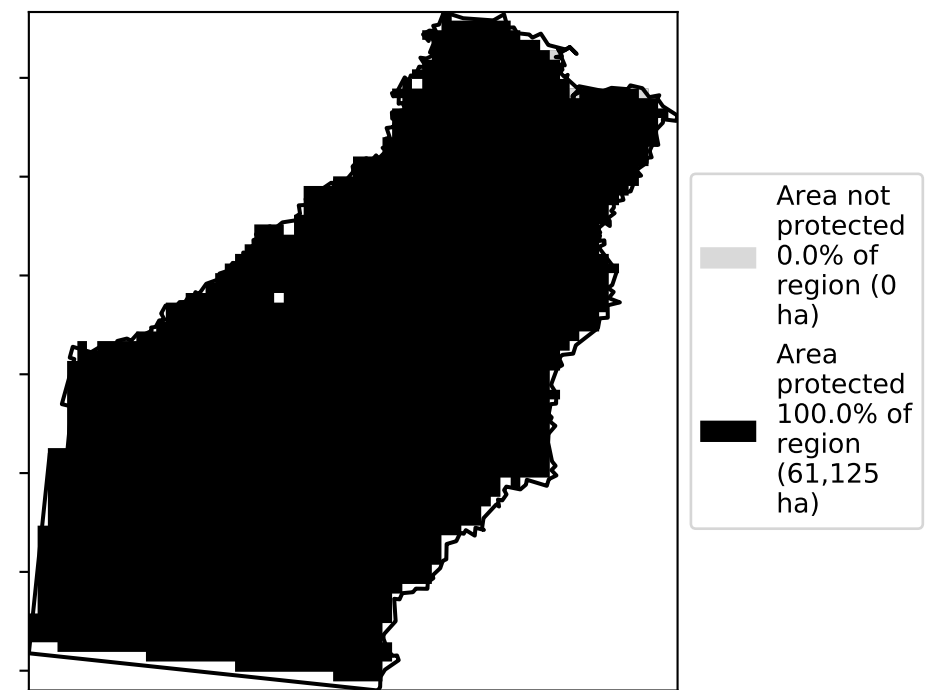 Area not
protected
0.0% of
region (0
ha)
Area
protected
100.0% of
region
(61,125
ha)